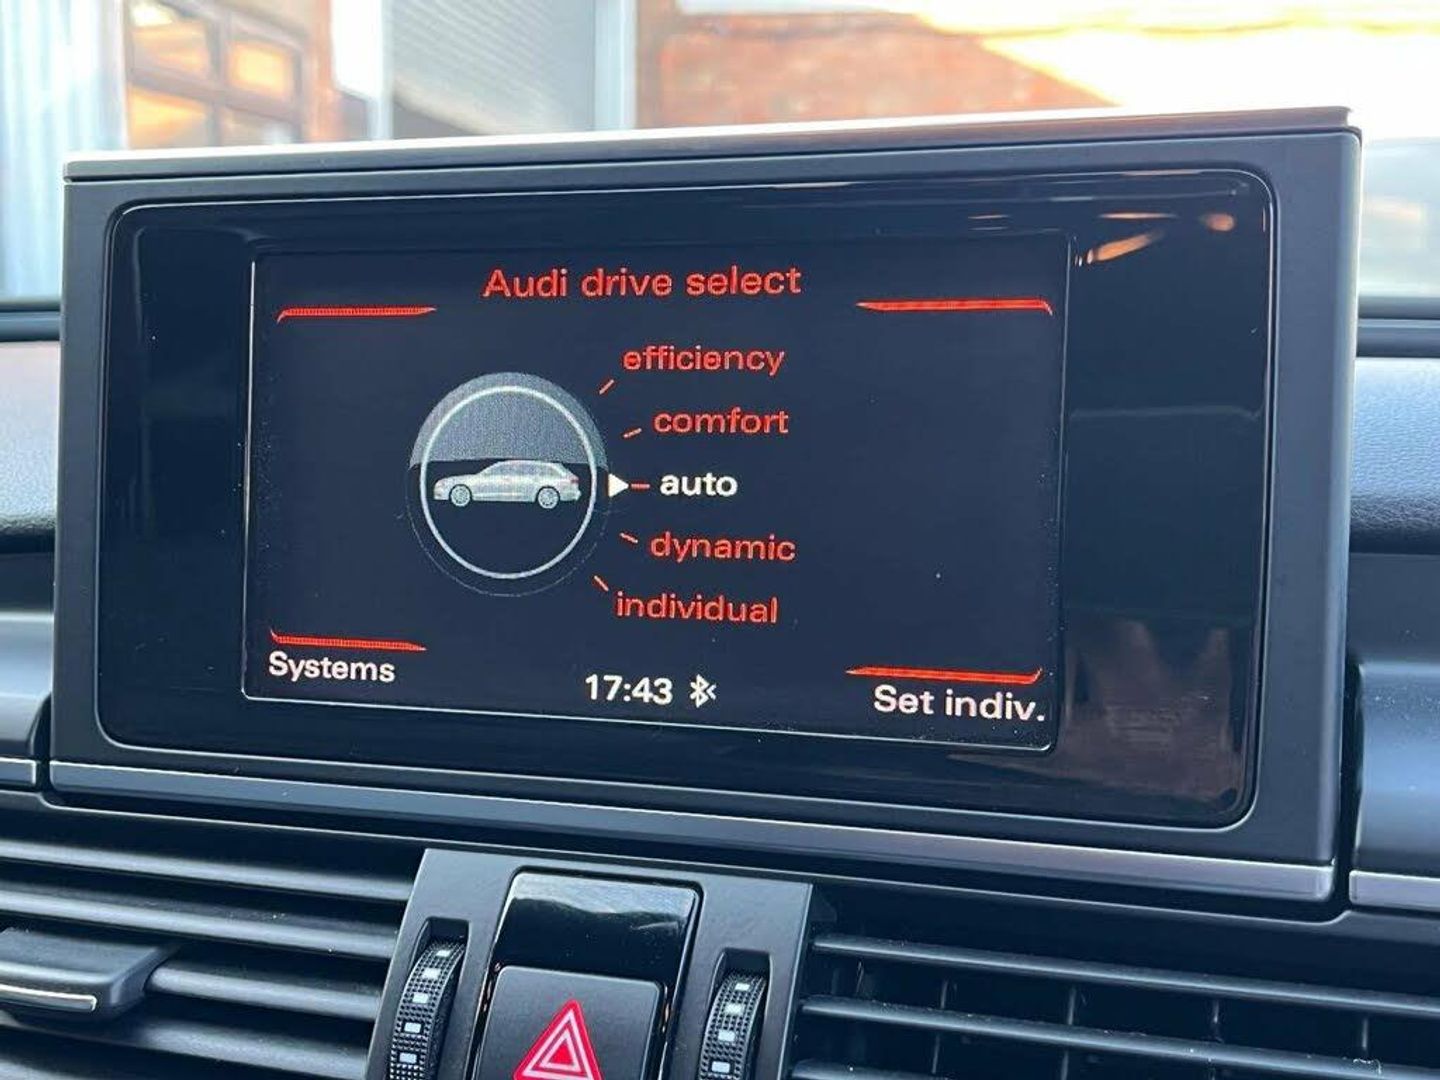 Audi drive select
efficiency
comfort
auto
dynamic
individual
Systems
17:43
Set indiv.